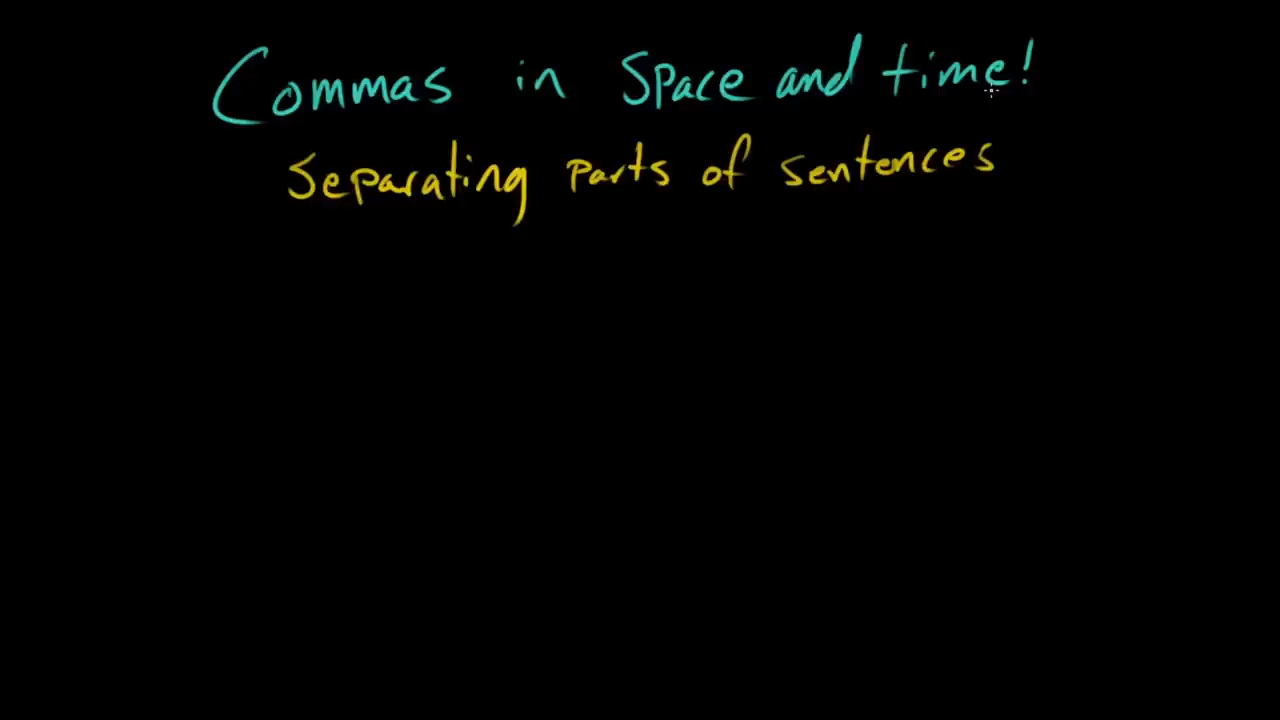 Commas in Space and time!
Separating parts of sentences